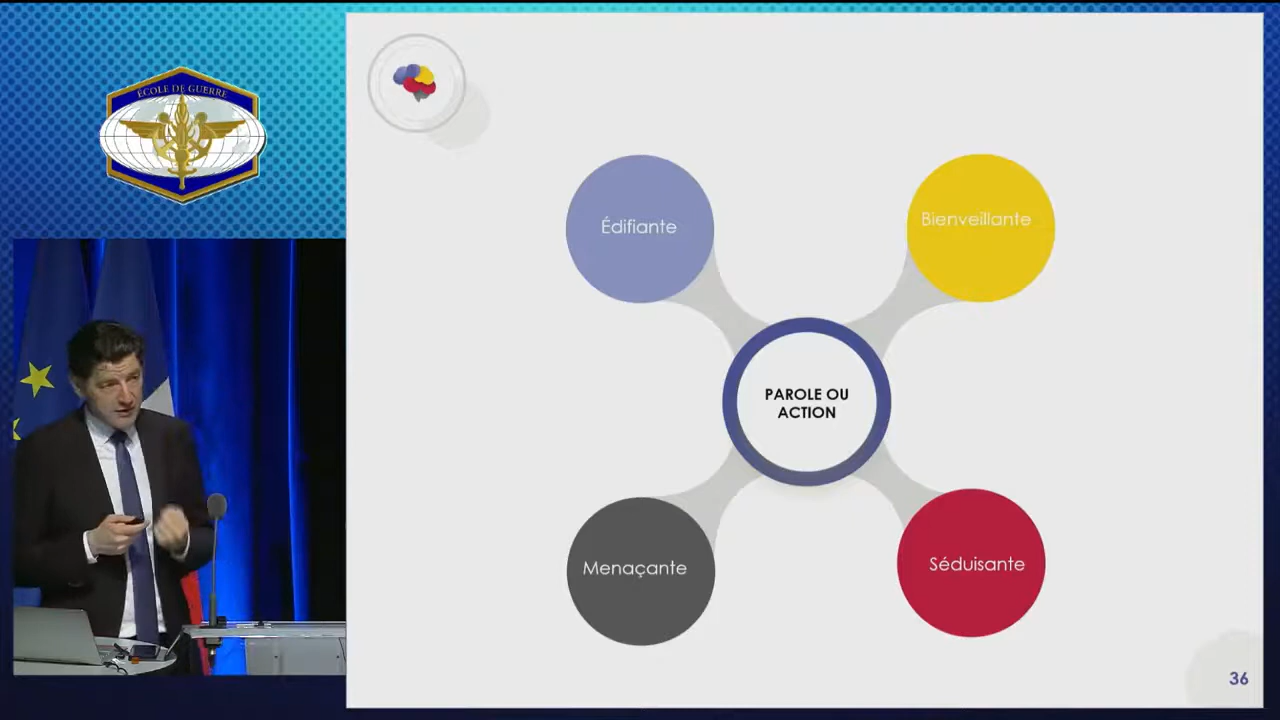 ÉCOLE DE GUERRE
Édifiante
Bienveillante
PAROLE OU
ACTION
Menaçante
Séduisante
36